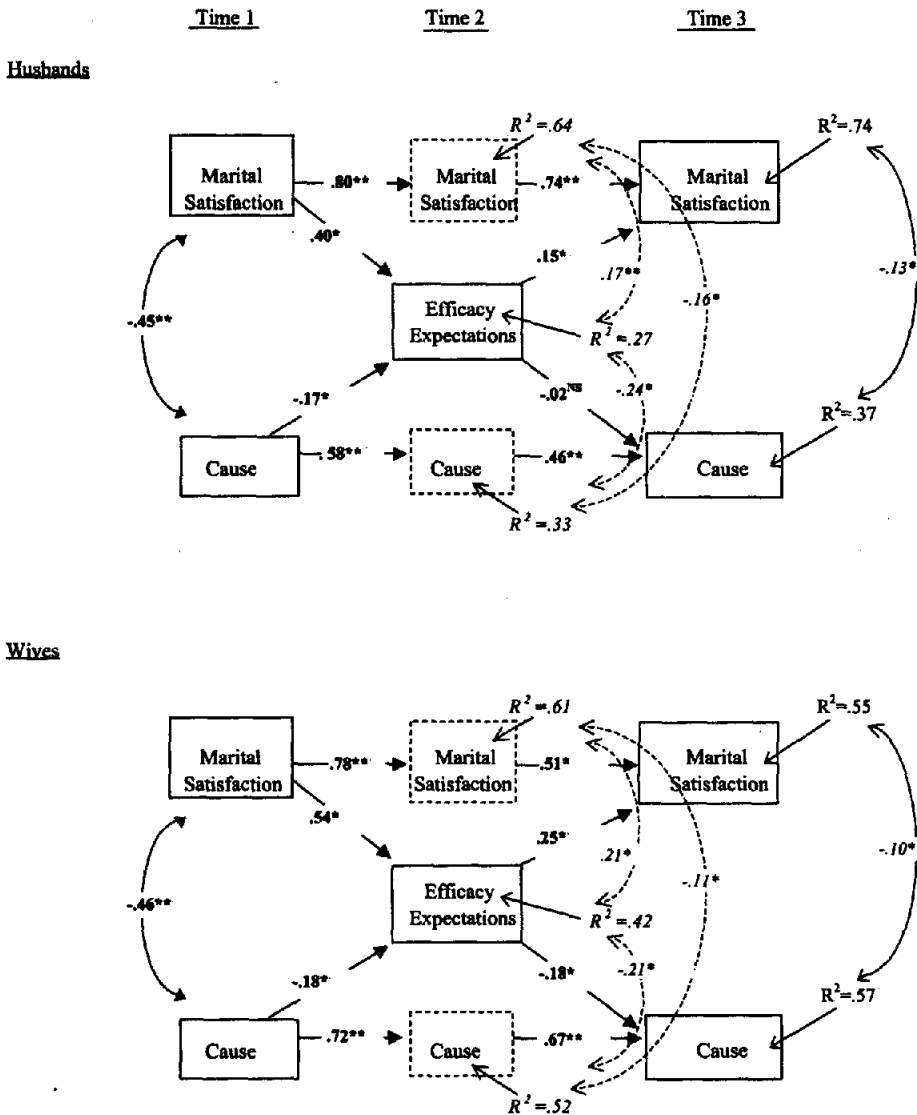 Time 1 Time 2 Time 3
Husbands
R² =.64 R²=.74
Marital Satisfaction .80** Marital Satisfaction .74** Marital Satisfaction
.40* .15* .17** -.16* -.13*
-.45** Efficacy Expectations R² =.27
-.17* -.02NS -.24* R²=.37
Cause .58** Cause .46** Cause
R² =.33
Wives
R² =.61 R²=.55
Marital Satisfaction .78** Marital Satisfaction .51* Marital Satisfaction
.54* .25* .21* -.11* -.10*
-.46** Efficacy Expectations R² =.42
-.18* -.18* -.21* R²=.57
Cause .72** Cause .67** Cause
R² =.52